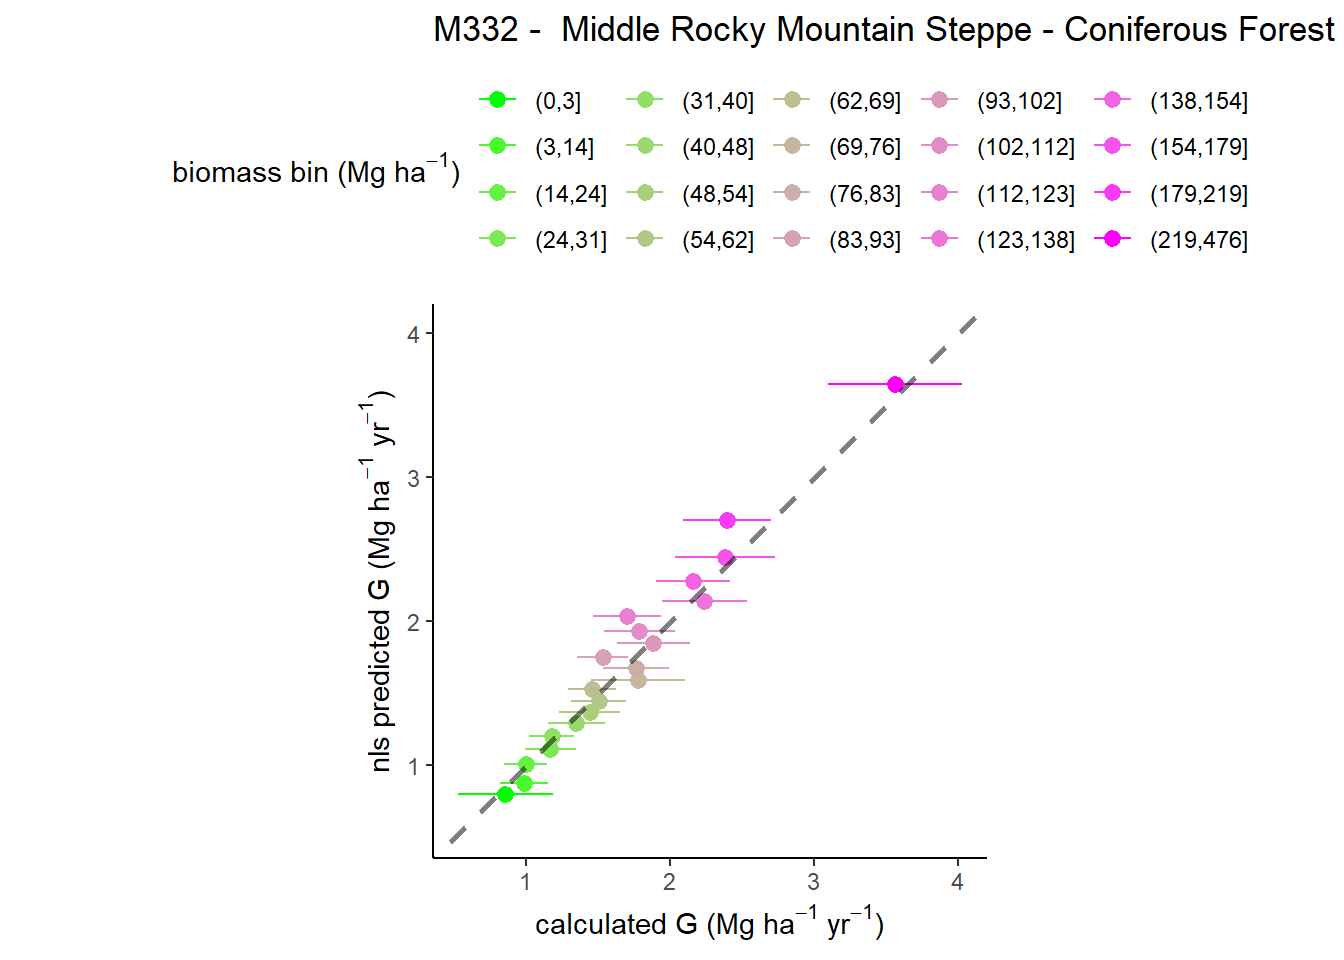 M332 -  Middle Rocky Mountain Steppe - Coniferous Forest
biomass bin (Mg ha⁻¹)
(0,3] (31,40] (62,69] (93,102] (138,154]
(3,14] (40,48] (69,76] (102,112] (154,179]
(14,24] (48,54] (76,83] (112,123] (179,219]
(24,31] (54,62] (83,93] (123,138] (219,476]
nls predicted G (Mg ha⁻¹ yr⁻¹)
4
3
2
1
1 2 3 4
calculated G (Mg ha⁻¹ yr⁻¹)